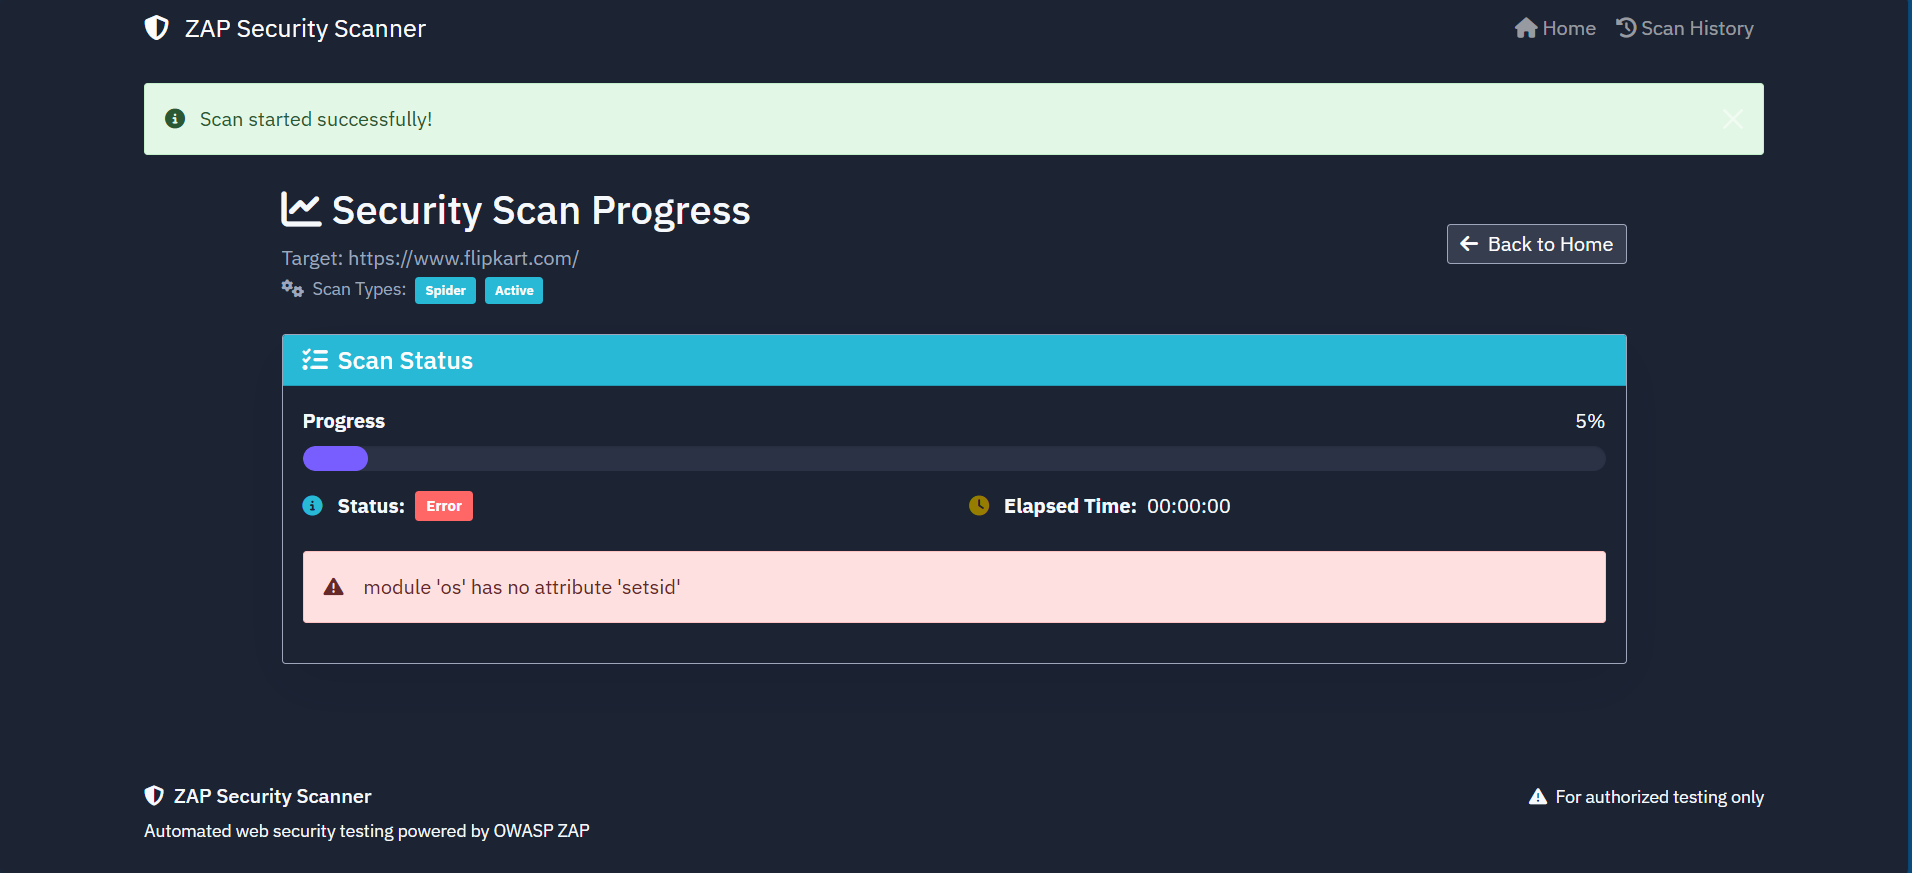 ZAP Security Scanner
Home Scan History
Scan started successfully!
Security Scan Progress
Back to Home
Target: https://www.flipkart.com/
Scan Types: Spider Active
Scan Status
Progress 5%
Status: Error Elapsed Time: 00:00:00
module 'os' has no attribute 'setsid'
ZAP Security Scanner
For authorized testing only
Automated web security testing powered by OWASP ZAP